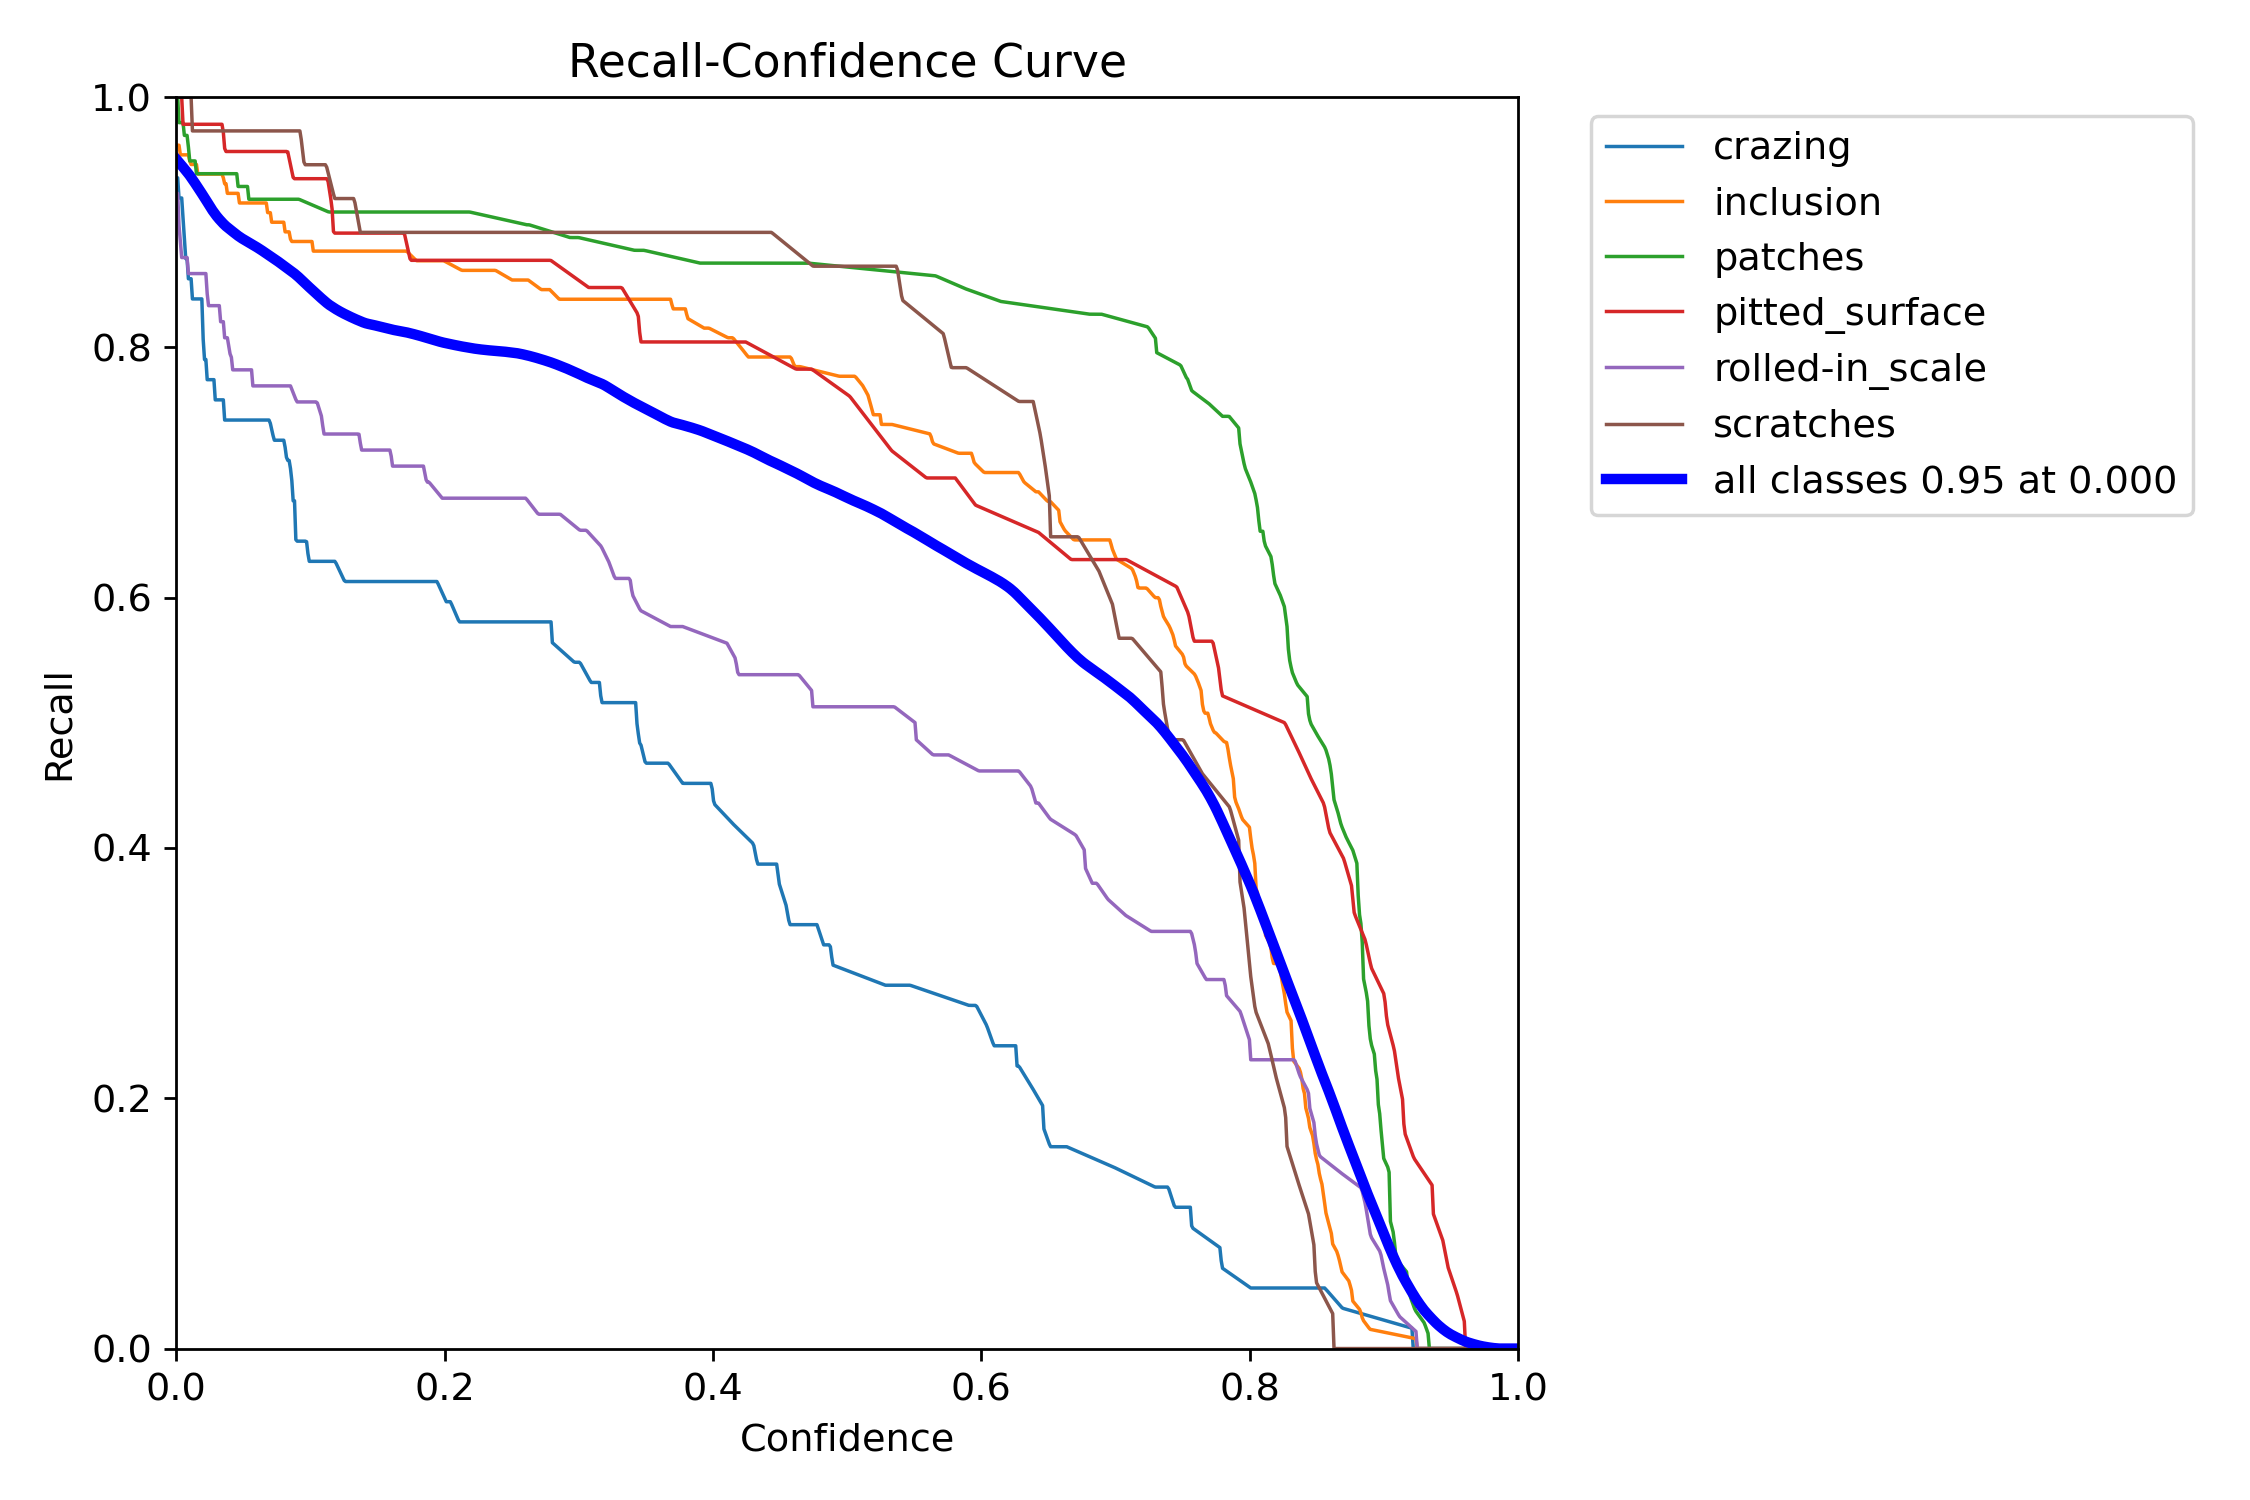 Recall-Confidence Curve
1.0
0.8
0.6
0.4
0.2
0.0
Recall
0.0 0.2 0.4 0.6 0.8 1.0
Confidence
crazing
inclusion
patches
pitted_surface
rolled-in_scale
scratches
all classes 0.95 at 0.000